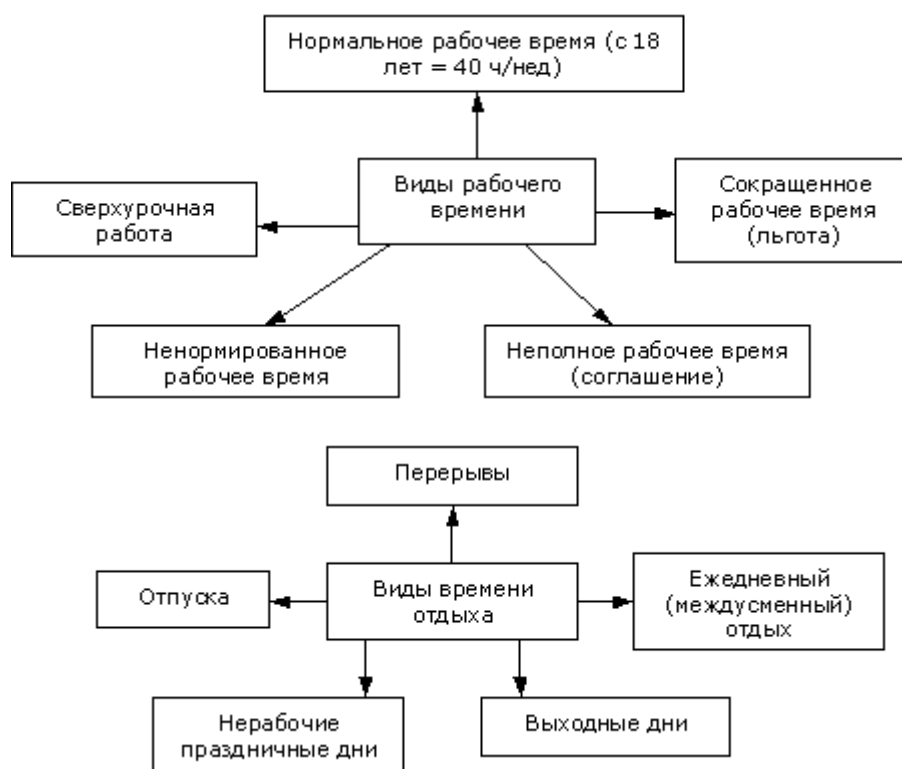 Нормальное рабочее время (с 18
лет = 40 ч/нед)
Виды рабочего
времени
Сокращенное
рабочее время
(льгота)
Сверхурочная
работа
Ненормированное
рабочее время
Неполное рабочее время
(соглашение)
Перерывы
Отпуска
Виды времени
отдыха
Ежедневный
(междусменный)
отдых
Нерабочие
праздничные дни
Выходные дни